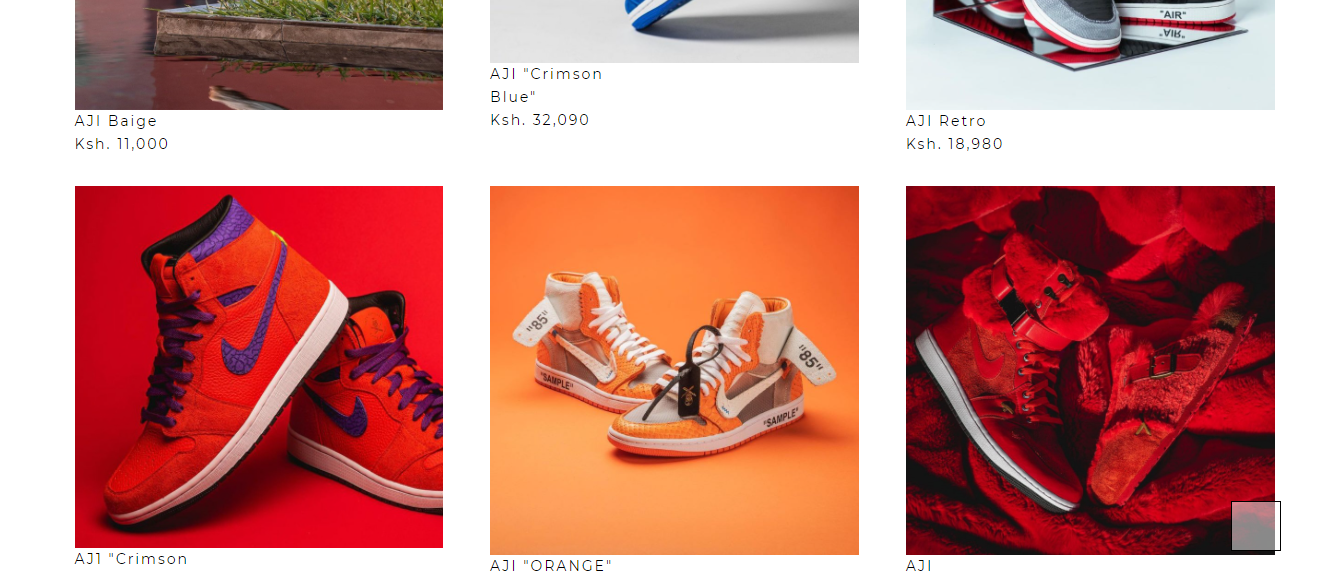 "AIR"
AJI Baige
Ksh. 11,000
AJI "Crimson
Blue"
Ksh. 32,090
AJI Retro
Ksh. 18,980
"85"
"85"
"SAMPLE"
"SAMPLE"
AJ1 "Crimson
AJI "ORANGE"
AJI